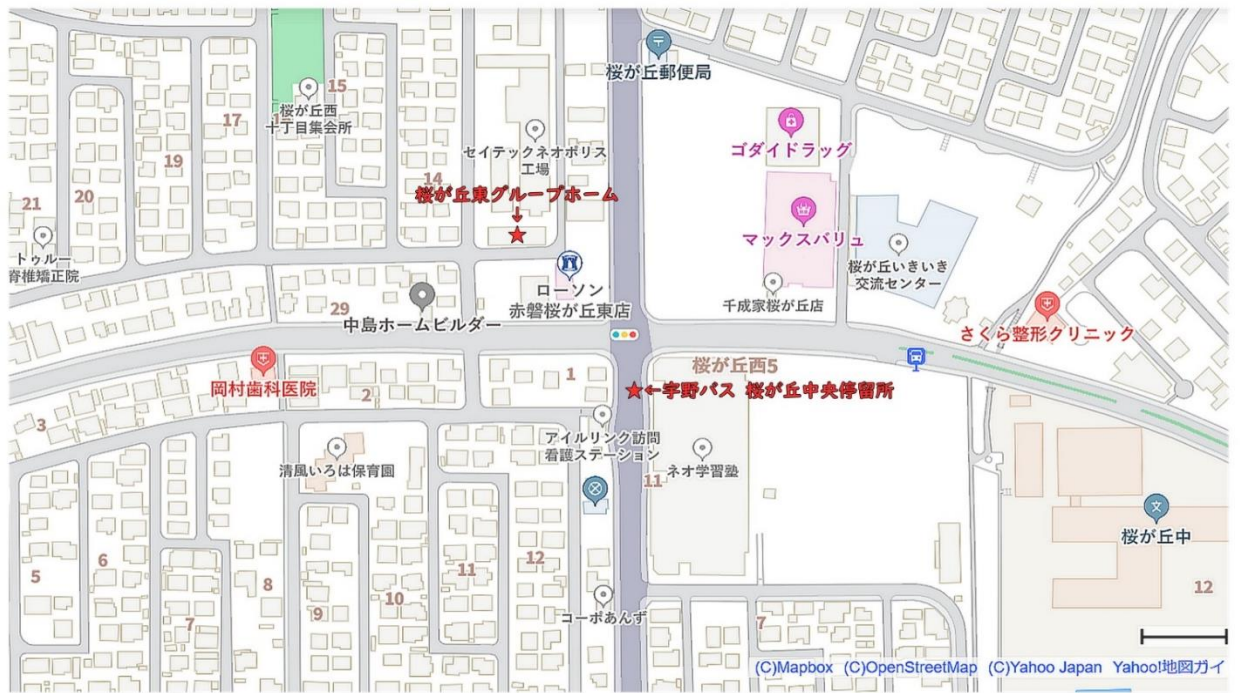 桜が丘郵便局
15
桜が丘西
十丁目集会所
17
ゴダイドラッグ
セイテックネオポリス
工場
19
14
桜が丘東グループホーム
↓
★
20
21
マックスバリュ
トゥルー
脊椎矯正院
桜が丘いきいき
交流センター
ローソン
赤磐桜が丘東店
千成家桜が丘店
29
中島ホームビルダー
さくら整形クリニック
桜が丘西5
岡村歯科医院
1
2
★←宇野バス 桜が丘中央停留所
3
アイルリンク訪問
看護ステーション
清風いろは保育園
ネオ学習塾
11
文
桜が丘中
5
6
8
11
12
7
9
10
12
コーポあんず
7
(C)Mapbox (C)OpenStreetMap (C)Yahoo Japan Yahoo!地図ガイ